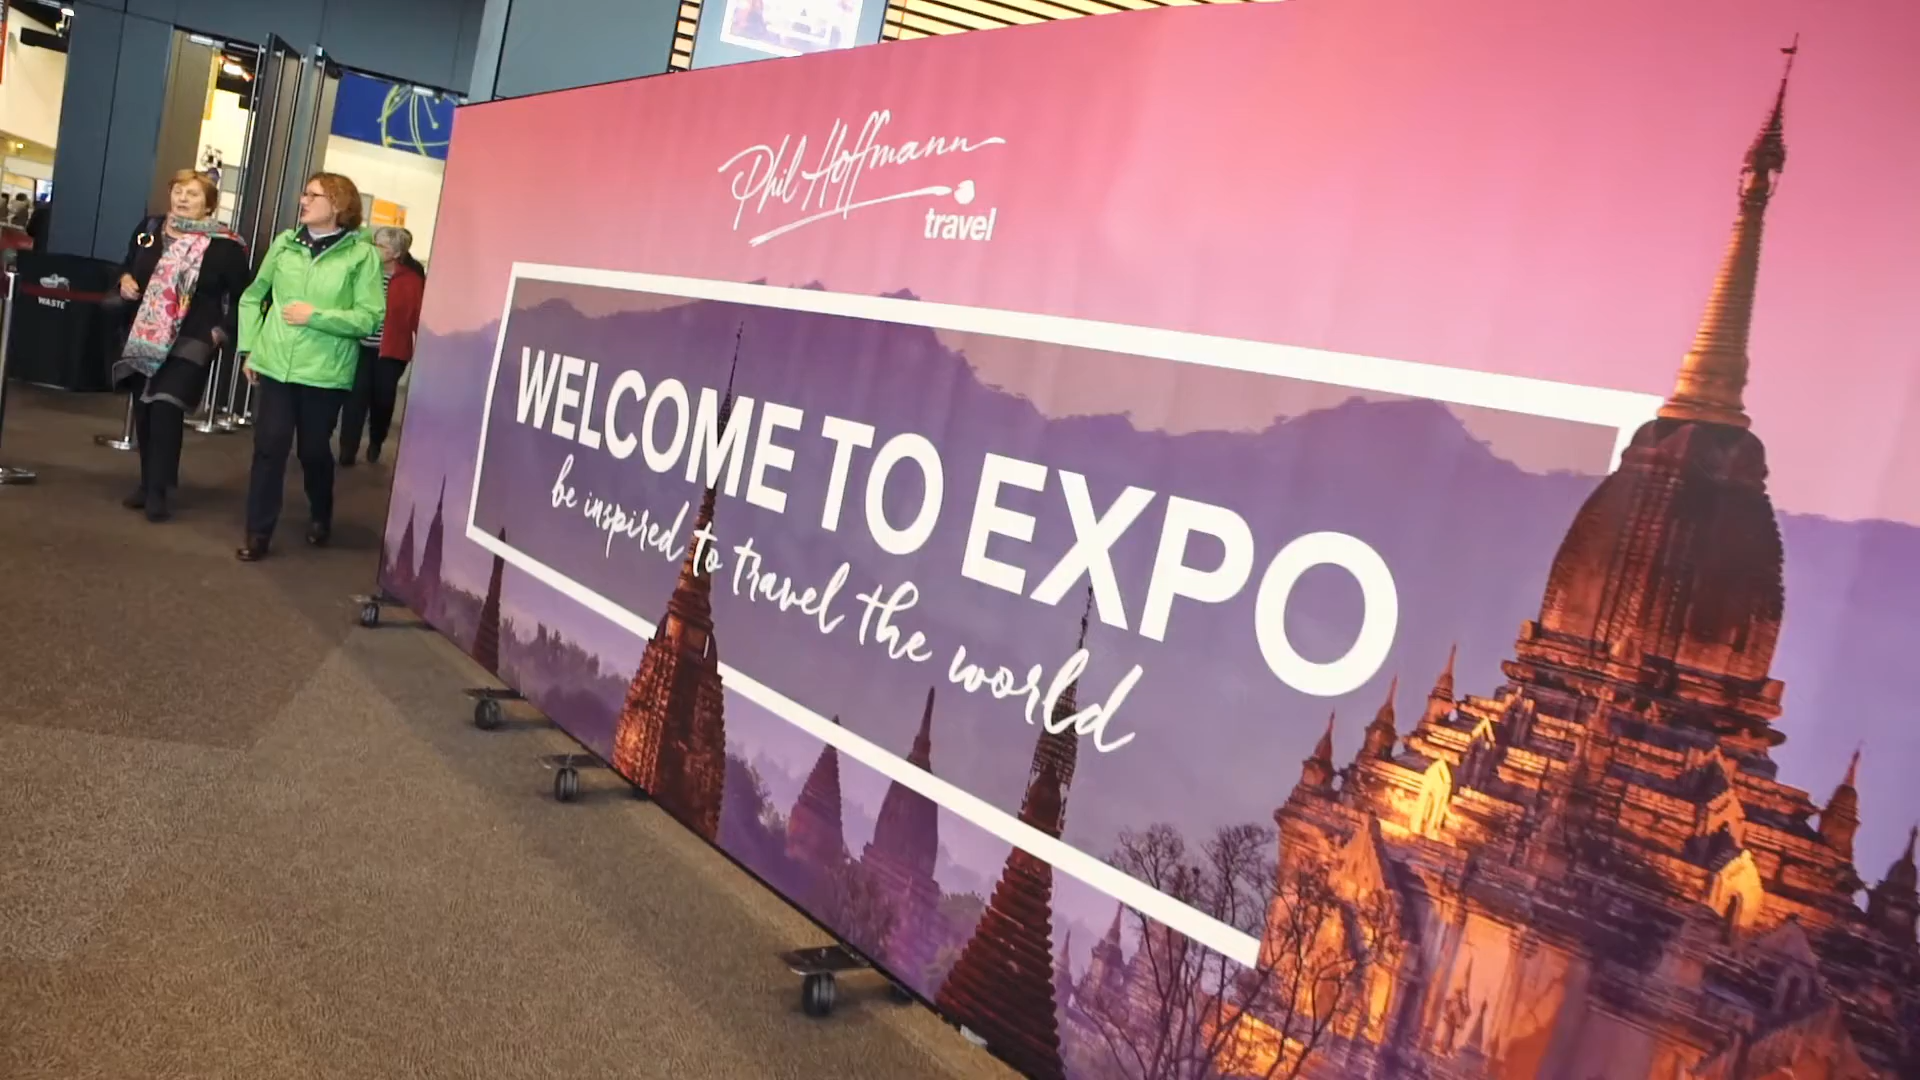 Phil Hoffmann
travel
WELCOME TO EXPO
be inspired to travel the world
WASTE